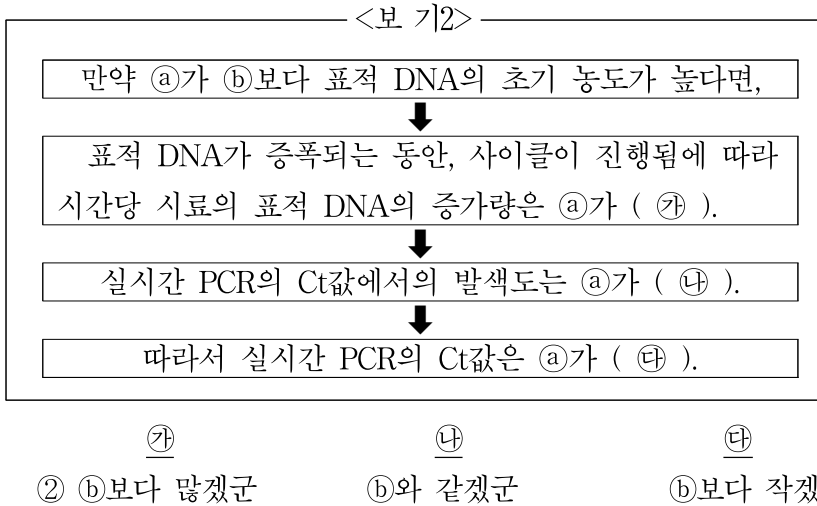 <보 기2>
만약 ⓐ가 ⓑ보다 표적 DNA의 초기 농도가 높다면,
표적 DNA가 증폭되는 동안, 사이클이 진행됨에 따라
시간당 시료의 표적 DNA의 증가량은 ⓐ가 ( ㉮ ).
실시간 PCR의 Ct값에서의 발색도는 ⓐ가 ( ㉯ ).
따라서 실시간 PCR의 Ct값은 ⓐ가 ( ㉰ ).
㉮ ㉯ ㉰
② ⓑ보다 많겠군 ⓑ와 같겠군 ⓑ보다 작겠